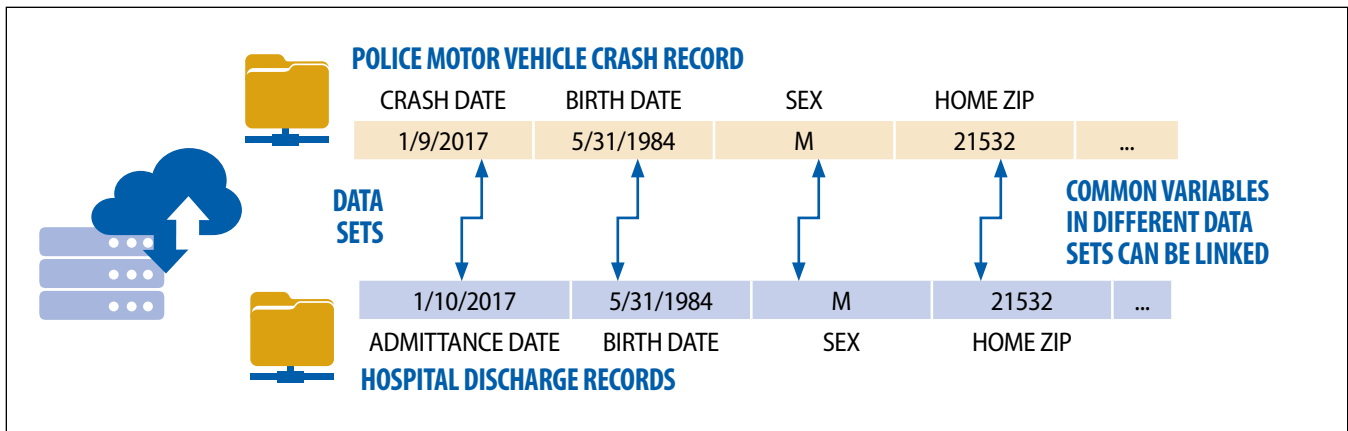 POLICE MOTOR VEHICLE CRASH RECORD
CRASH DATE BIRTH DATE SEX HOME ZIP
1/9/2017 5/31/1984 M 21532 ...
DATA
SETS
COMMON VARIABLES
IN DIFFERENT DATA
SETS CAN BE LINKED
1/10/2017 5/31/1984 M 21532 ...
ADMITTANCE DATE BIRTH DATE SEX HOME ZIP
HOSPITAL DISCHARGE RECORDS